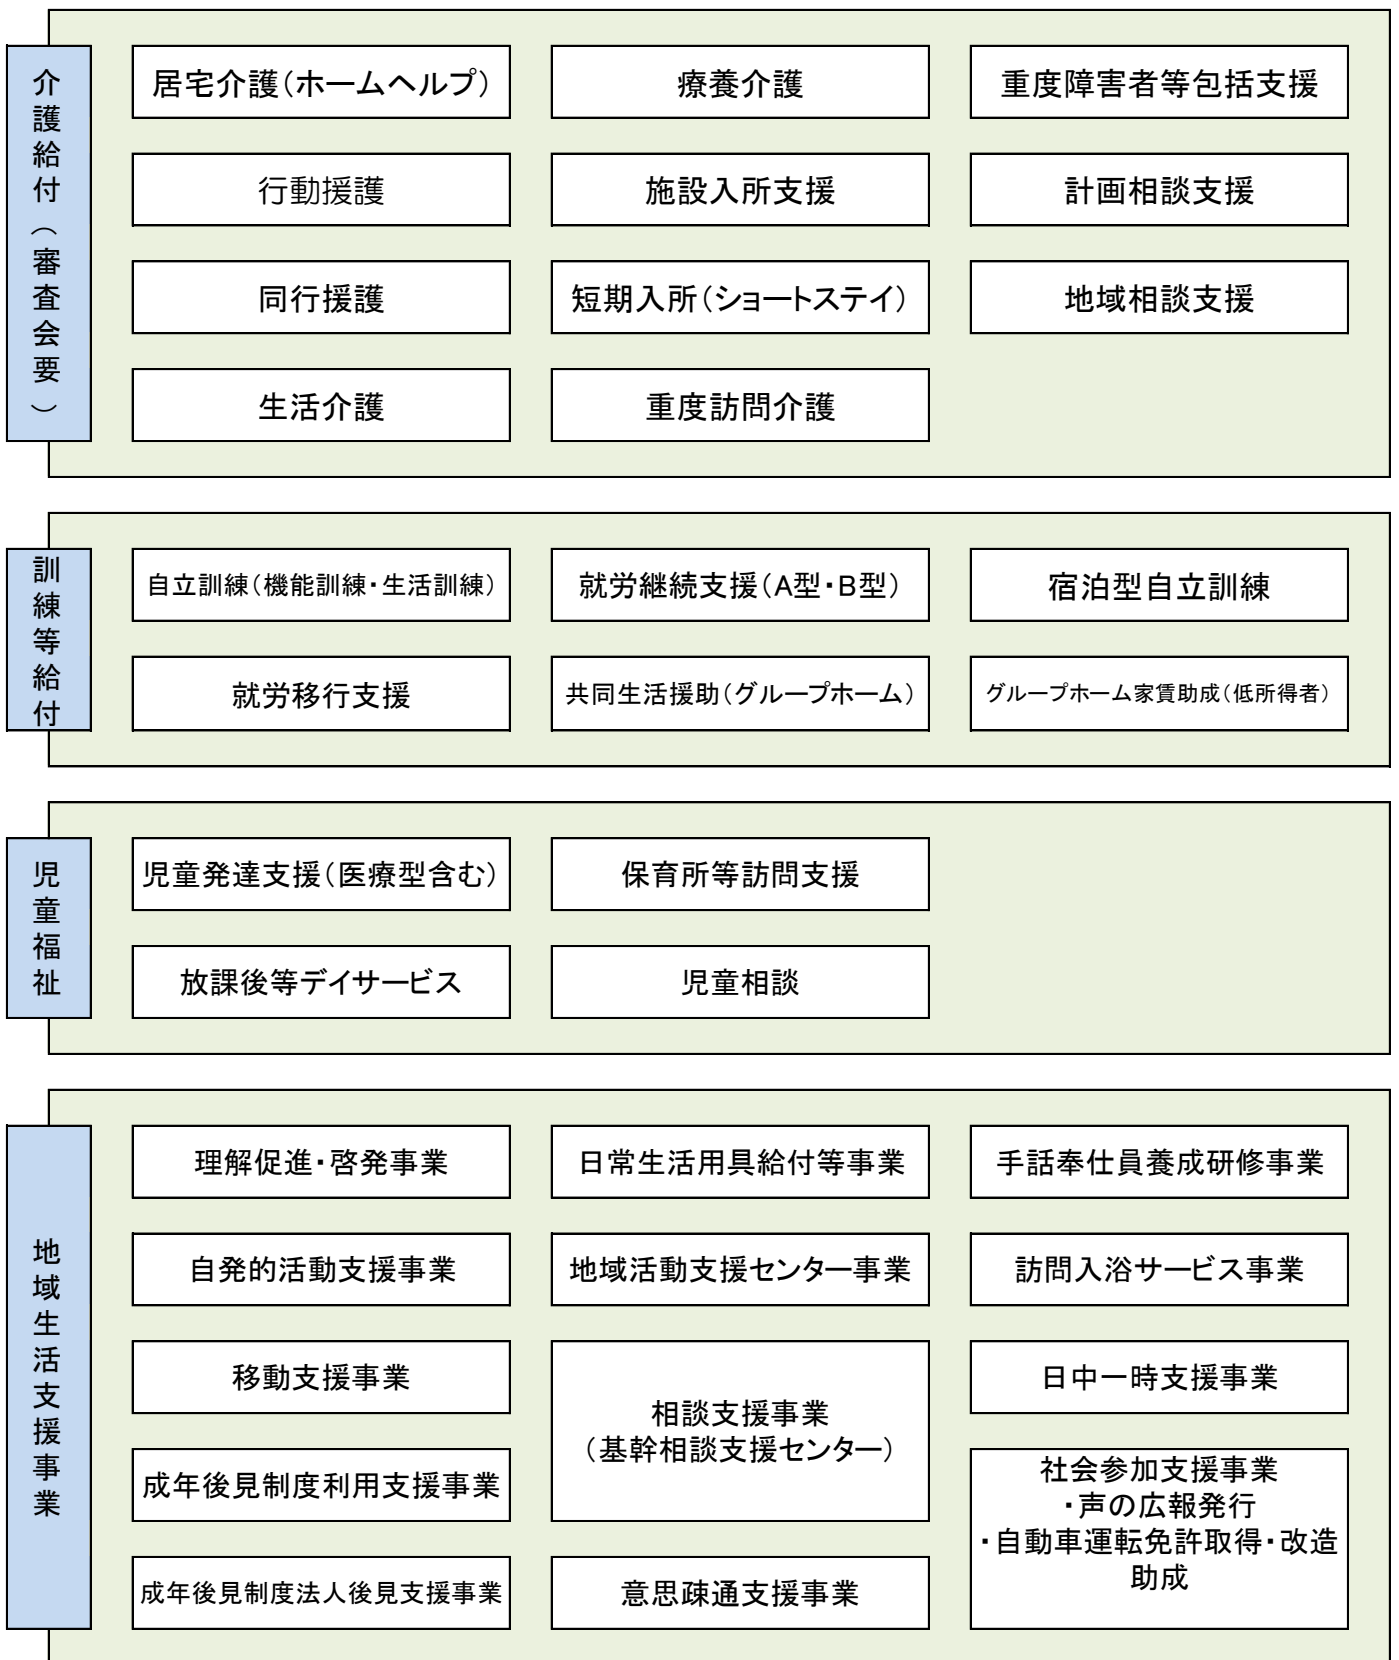 介護給付（審査会要）
居宅介護（ホームヘルプ）
療養介護
重度障害者等包括支援
行動援護
施設入所支援
計画相談支援
同行援護
短期入所（ショートステイ）
地域相談支援
生活介護
重度訪問介護
訓練等給付
自立訓練（機能訓練・生活訓練）
就労継続支援（A型・B型）
宿泊型自立訓練
就労移行支援
共同生活援助（グループホーム）
グループホーム家賃助成（低所得者）
児童福祉
児童発達支援（医療型含む）
保育所等訪問支援
放課後等デイサービス
児童相談
地域生活支援事業
理解促進・啓発事業
日常生活用具給付等事業
手話奉仕員養成研修事業
自発的活動支援事業
地域活動支援センター事業
訪問入浴サービス事業
移動支援事業
相談支援事業
（基幹相談支援センター）
日中一時支援事業
成年後見制度利用支援事業
社会参加支援事業
・声の広報発行
・自動車運転免許取得・改造
助成
成年後見制度法人後見支援事業
意思疎通支援事業